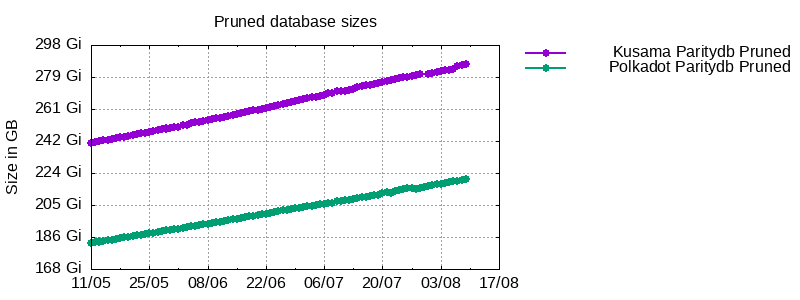 Pruned database sizes
Kusama Paritydb Pruned
Polkadot Paritydb Pruned
Size in GB
298 Gi
279 Gi
261 Gi
242 Gi
224 Gi
205 Gi
186 Gi
168 Gi
11/05 25/05 08/06 22/06 06/07 20/07 03/08 17/08